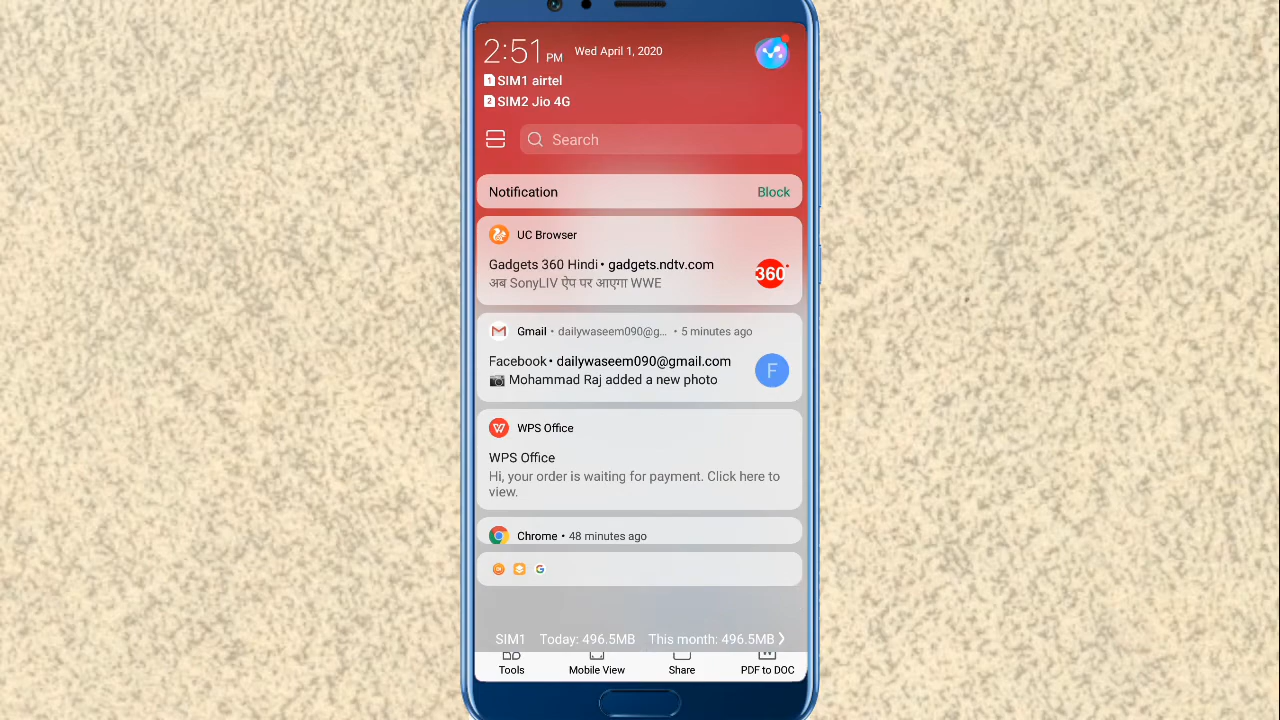 2:51 PM Wed April 1, 2020
1 SIM1 airtel
2 SIM2 Jio 4G
Search
Notification Block
UC Browser
Gadgets 360 Hindi • gadgets.ndtv.com
अब SonyLIV ऐप पर आएगा WWE
360
Gmail • dailywaseem090@g... • 5 minutes ago
Facebook • dailywaseem090@gmail.com
📷 Mohammad Raj added a new photo
F
WPS Office
WPS Office
Hi, your order is waiting for payment. Click here to
view.
Chrome • 48 minutes ago
SIM1 Today: 496.5MB This month: 496.5MB
Tools Mobile View Share PDF to DOC